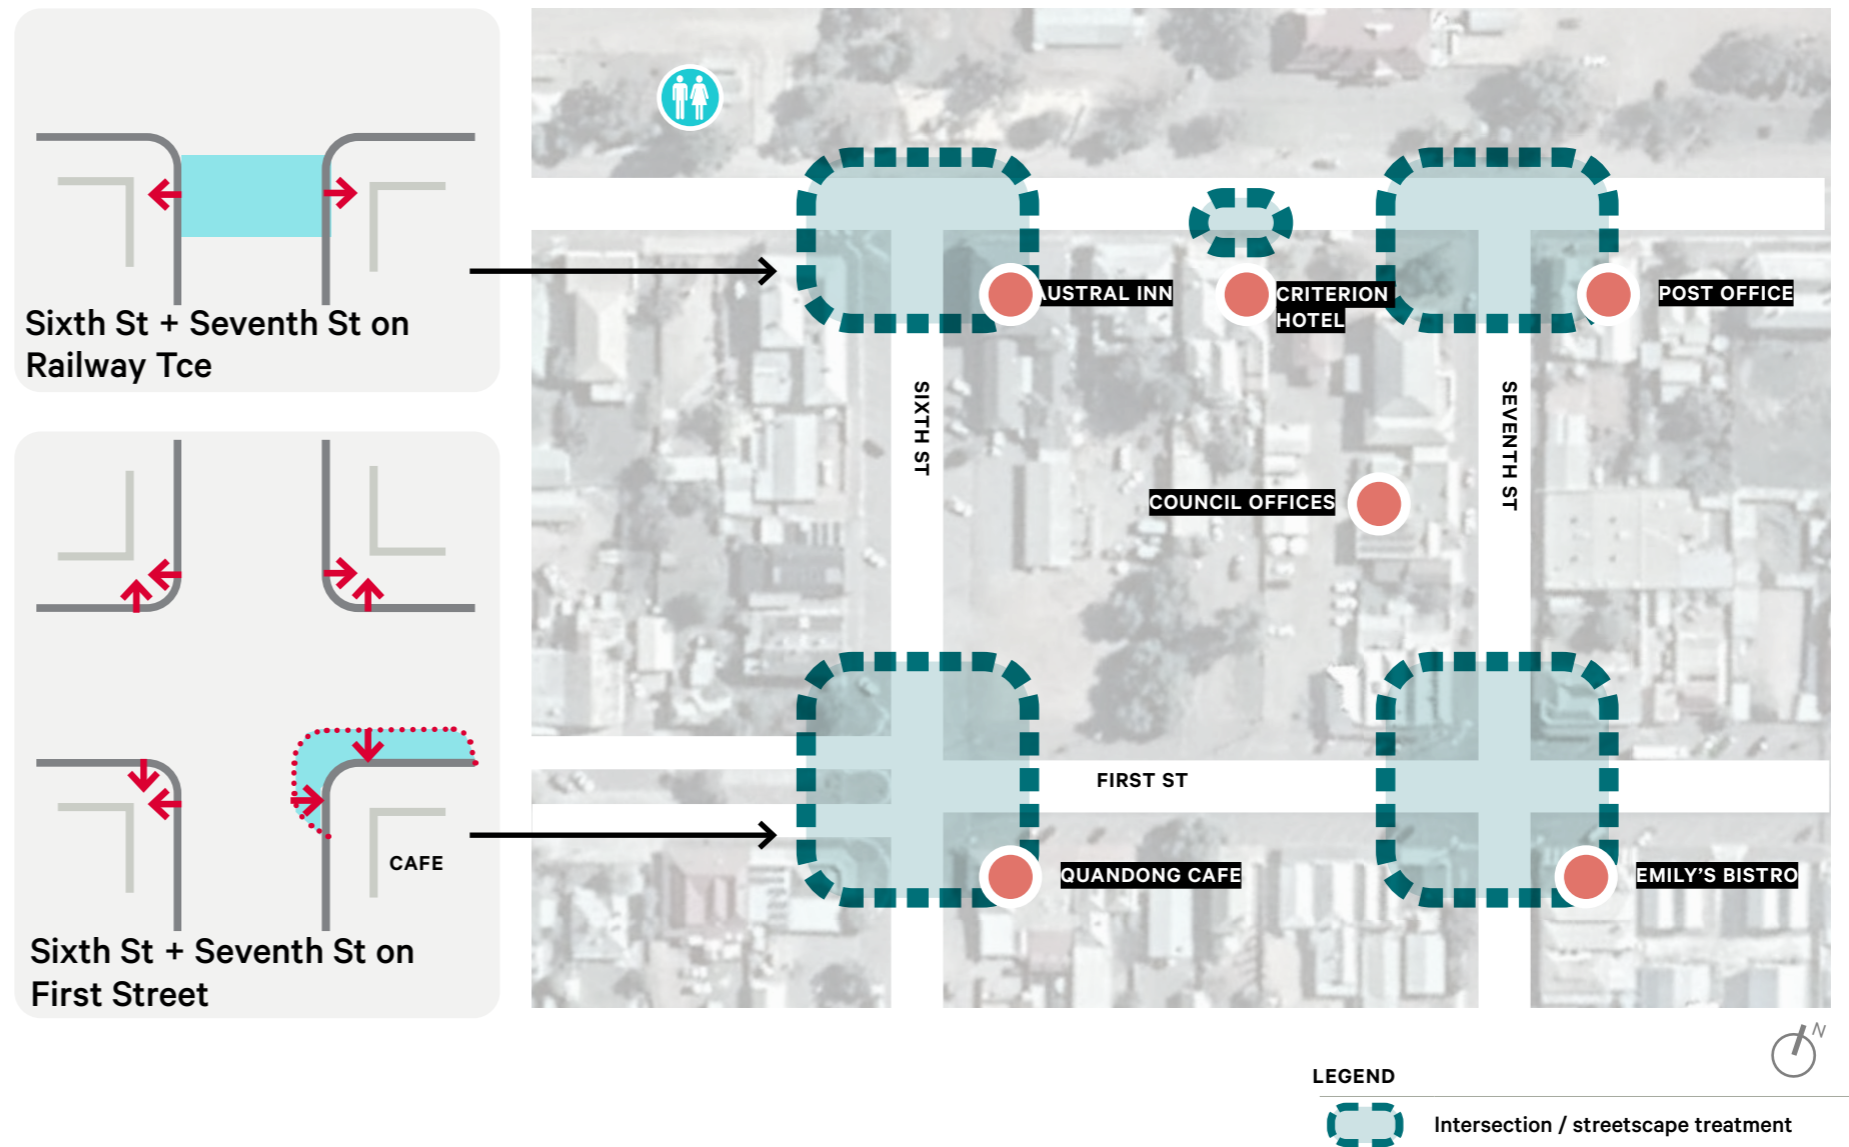 Sixth St + Seventh St on
Railway Tce
CAFE
Sixth St + Seventh St on
First Street
AUSTRAL INN
CRITERION
HOTEL
POST OFFICE
SIXTH ST
SEVENTH ST
COUNCIL OFFICES
FIRST ST
QUANDONG CAFE
EMILY'S BISTRO
N
LEGEND
Intersection / streetscape treatment